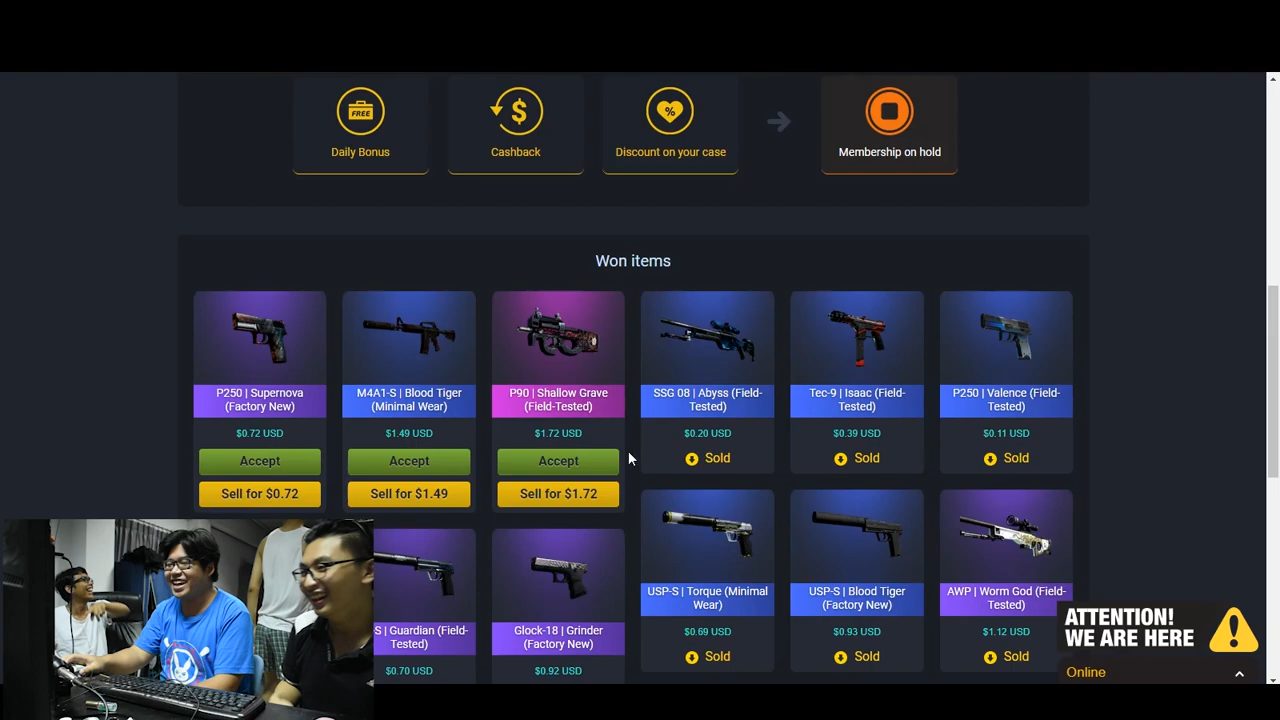 FREE
$
%
Daily Bonus
Cashback
Discount on your case
Membership on hold
Won items
P250 | Supernova
(Factory New)
$0.72 USD
Accept
Sell for $0.72
M4A1-S | Blood Tiger
(Minimal Wear)
$1.49 USD
Accept
Sell for $1.49
P90 | Shallow Grave
(Field-Tested)
$1.72 USD
Accept
Sell for $1.72
SSG 08 | Abyss (Field-
Tested)
$0.20 USD
Sold
Tec-9 | Isaac (Field-
Tested)
$0.39 USD
Sold
P250 | Valence (Field-
Tested)
$0.11 USD
Sold
S | Guardian (Field-
Tested)
$0.70 USD
Glock-18 | Grinder
(Factory New)
$0.92 USD
USP-S | Torque (Minimal
Wear)
$0.69 USD
Sold
USP-S | Blood Tiger
(Factory New)
$0.93 USD
Sold
AWP | Worm God (Field-
Tested)
$1.12 USD
Sold
ATTENTION!
WE ARE HERE
Online